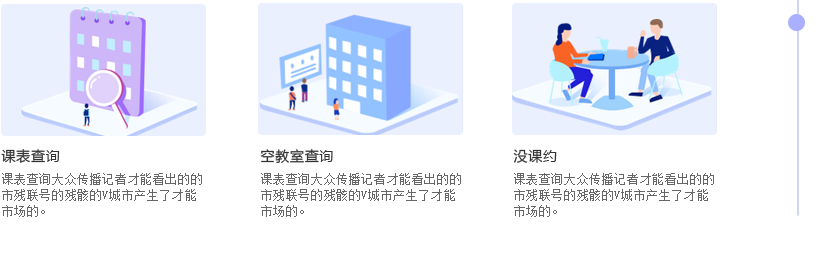 课表查询
课表查询大众传播记者才能看出的的
市残联号的残骸的V城市产生了才能
市场的。
空教室查询
课表查询大众传播记者才能看出的的
市残联号的残骸的V城市产生了才能
市场的。
没课约
课表查询大众传播记者才能看出的的
市残联号的残骸的V城市产生了才能
市场的。